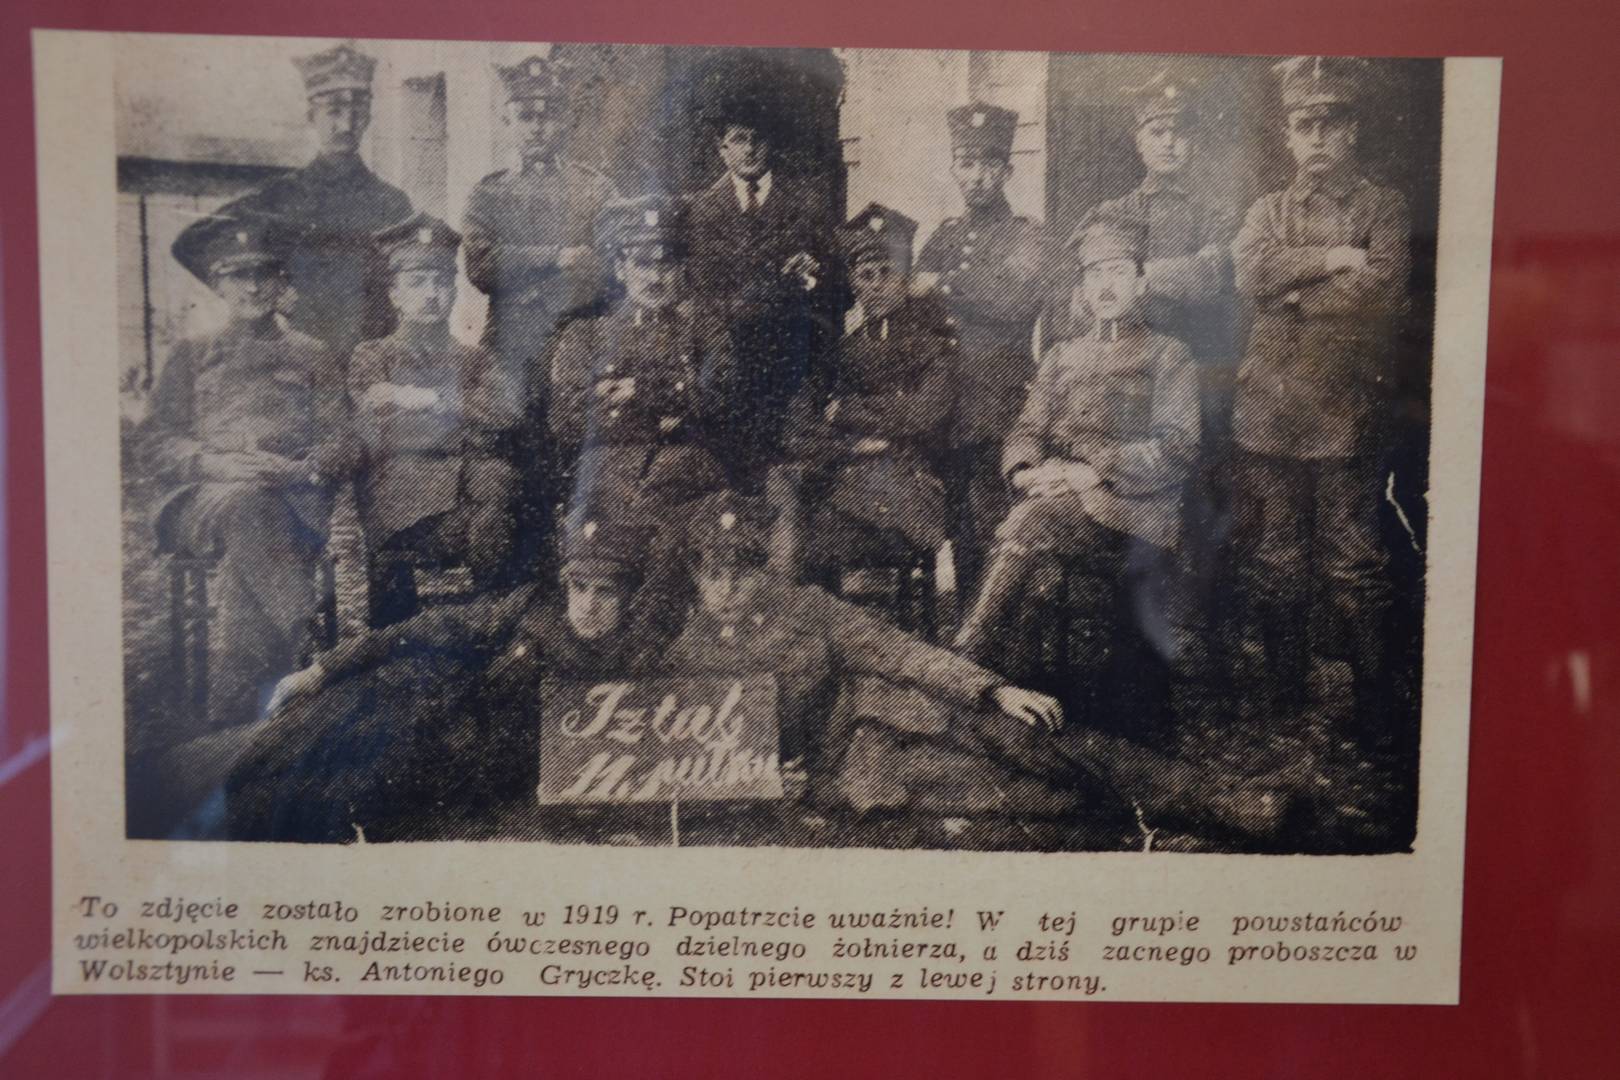 Sztab
11 pułku
To zdjęcie zostało zrobione w 1919 r. Popatrzcie uważnie! W tej grupie powstańców
wielkopolskich znajdziecie ówczesnego dzielnego żołnierza, a dziś zacnego proboszcza w
Wolsztynie — ks. Antoniego Gryczkę. Stoi pierwszy z lewej strony.